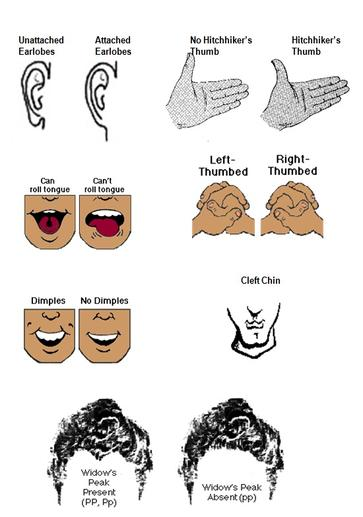 Unattached
Earlobes
Attached
Earlobes
No Hitchhiker's
Thumb
Hitchhiker's
Thumb
Can
roll tongue
Can't
roll tongue
Left-
Thumbed
Right-
Thumbed
Dimples
No Dimples
Cleft Chin
Widow's
Peak
Present
(PP, Pp)
Widow's Peak
Absent (pp)